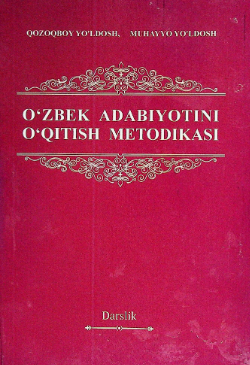 QOZOQBOY YO'LDOSH, MUHAYYO YO'LDOSH
O‘ZBEK ADABIYOTINI
O‘QITISH METODIKASI
Darslik